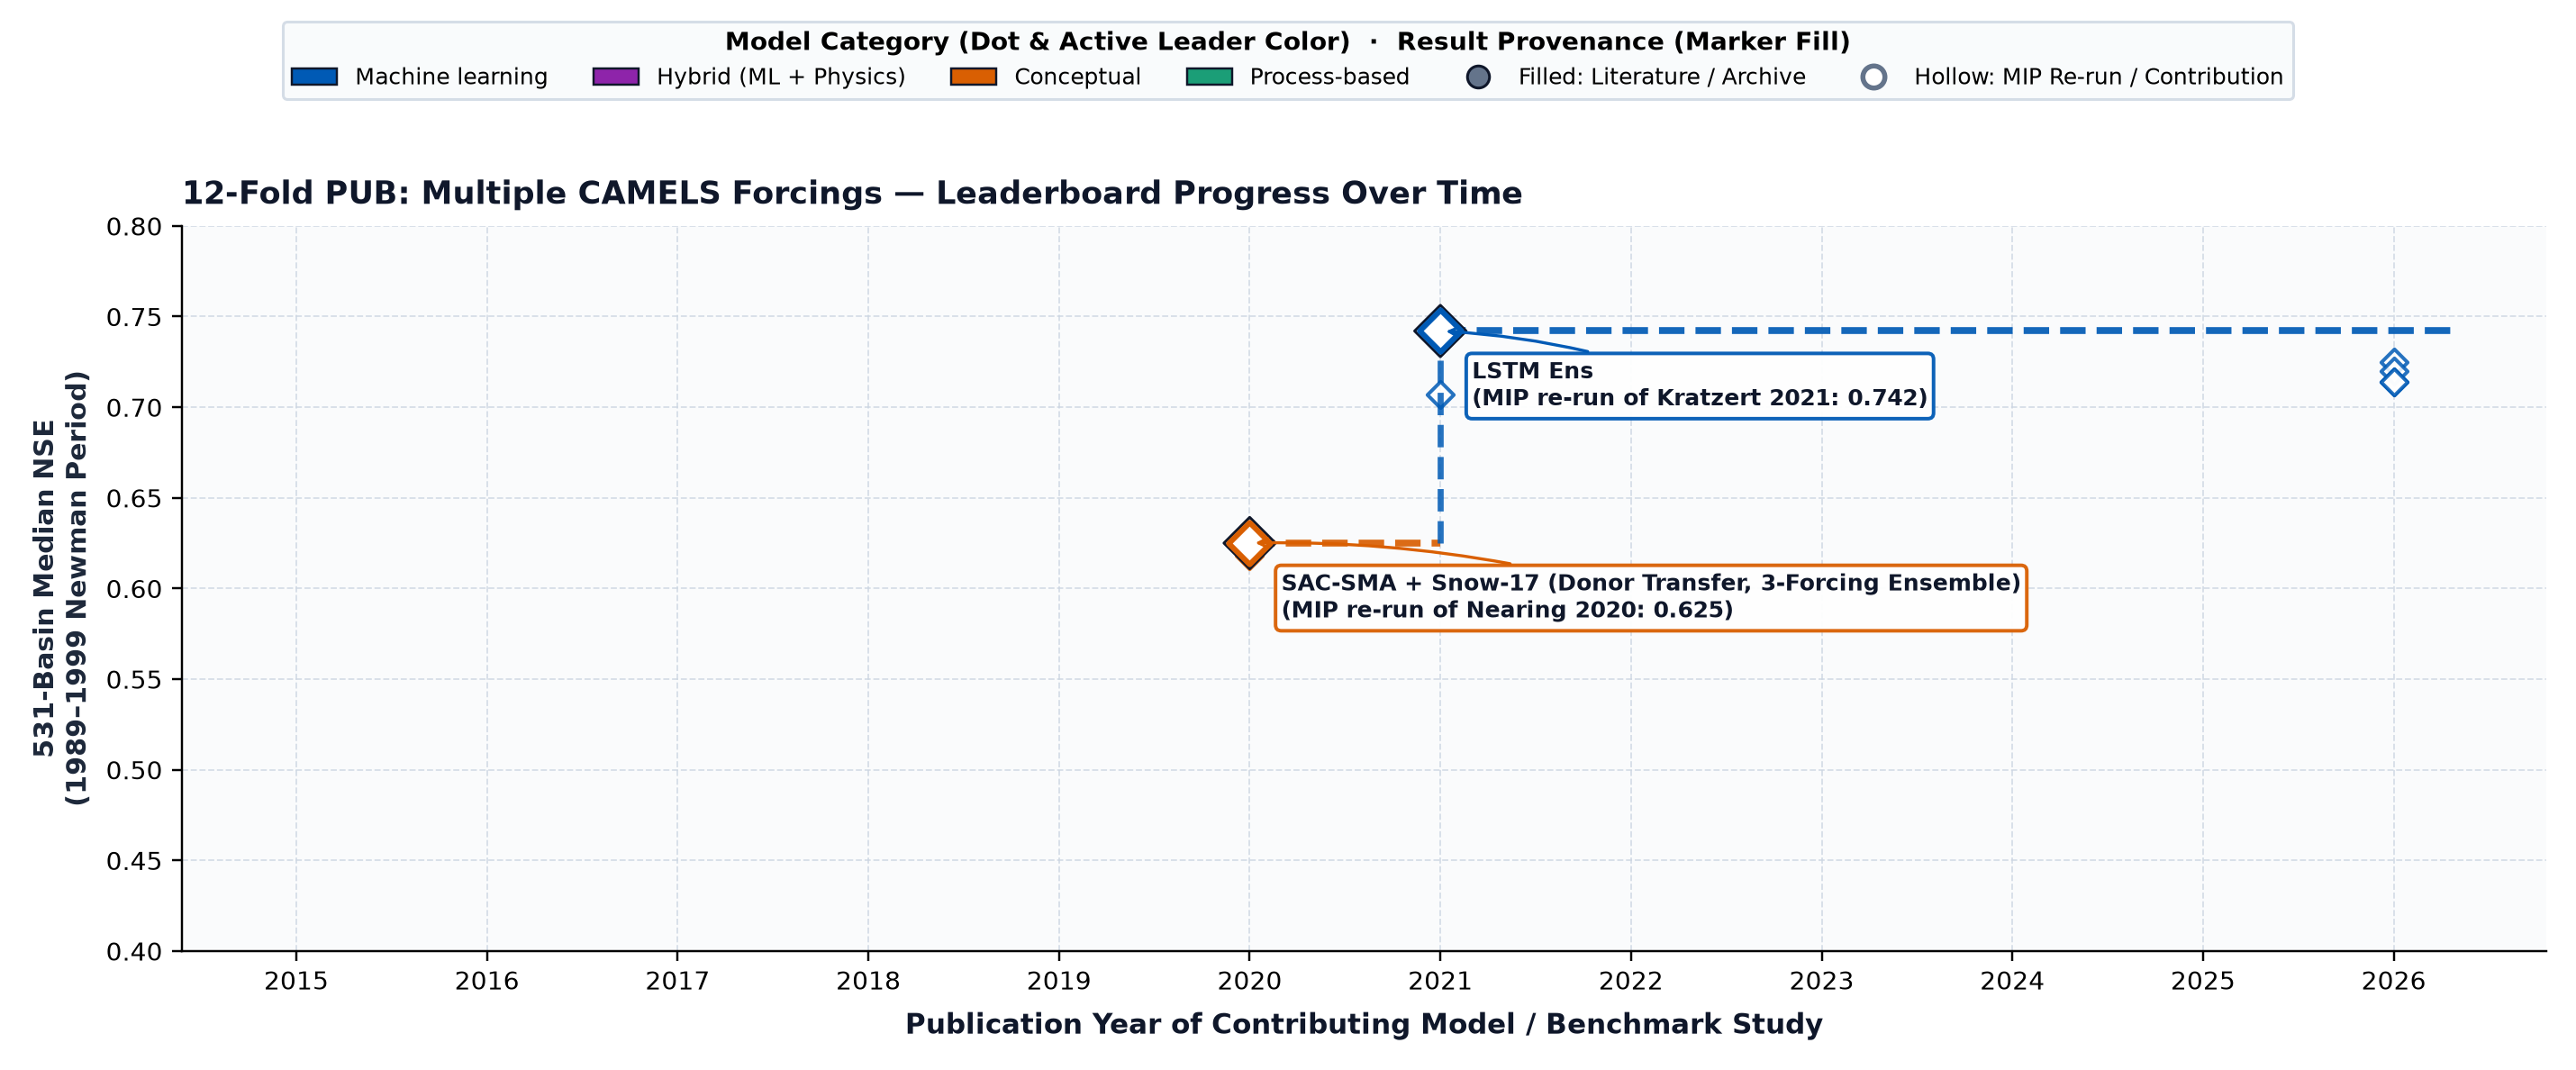 Model Category (Dot & Active Leader Color)  ·  Result Provenance (Marker Fill)
Machine learning
Hybrid (ML + Physics)
Conceptual
Process-based
Filled: Literature / Archive
Hollow: MIP Re-run / Contribution
12-Fold PUB: Multiple CAMELS Forcings — Leaderboard Progress Over Time
531-Basin Median NSE
(1989–1999 Newman Period)
0.80
0.75
0.70
0.65
0.60
0.55
0.50
0.45
0.40
LSTM Ens
(MIP re-run of Kratzert 2021: 0.742)
SAC-SMA + Snow-17 (Donor Transfer, 3-Forcing Ensemble)
(MIP re-run of Nearing 2020: 0.625)
2015
2016
2017
2018
2019
2020
2021
2022
2023
2024
2025
2026
Publication Year of Contributing Model / Benchmark Study